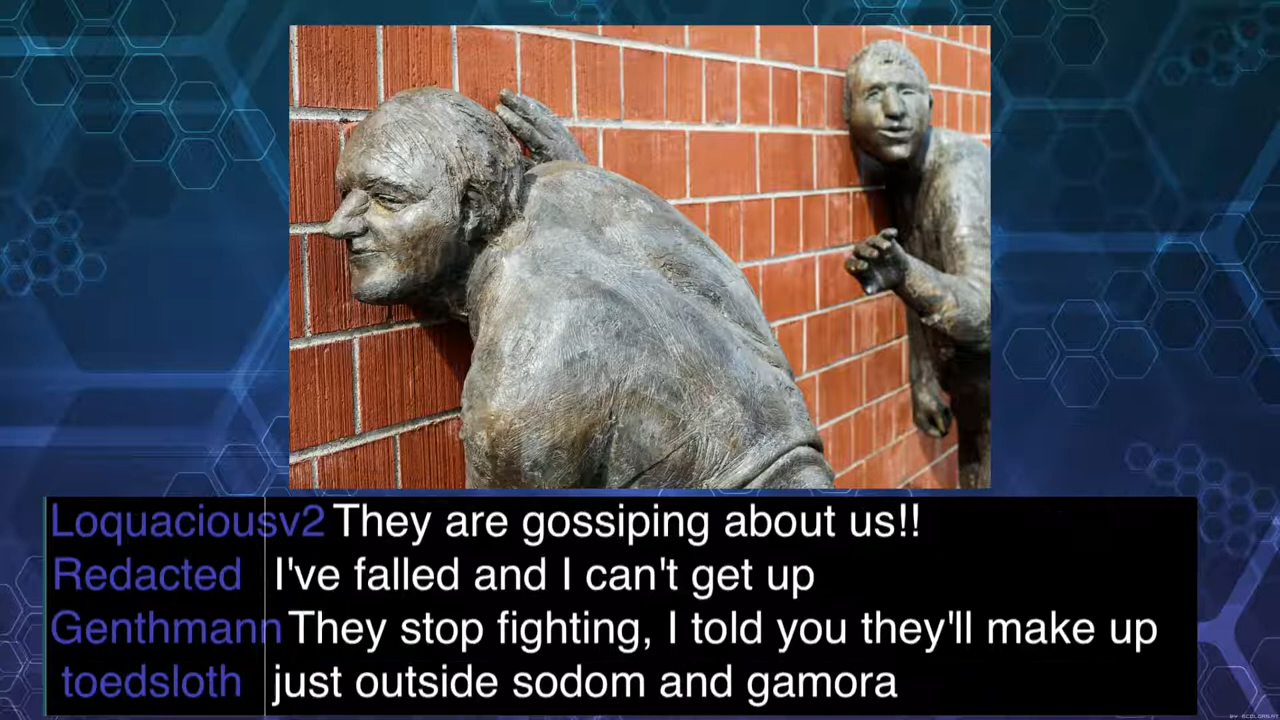 Loquaciousv2 They are gossiping about us!!
Redacted I've falled and I can't get up
Genthmann They stop fighting, I told you they'll make up
toedsloth just outside sodom and gamora